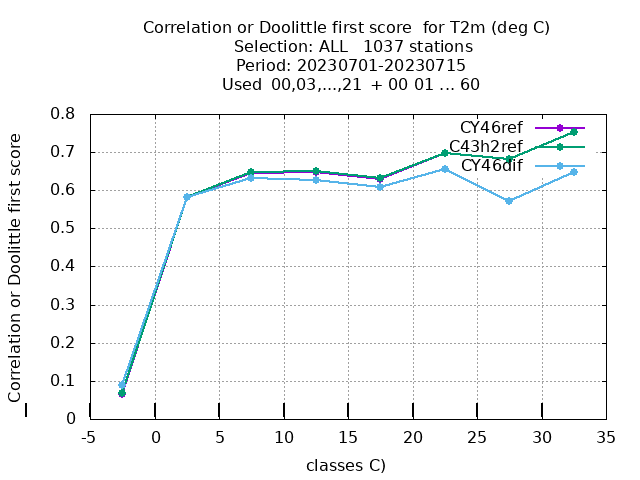 Correlation or Doolittle first score  for T2m (deg C)
Selection: ALL   1037 stations
Period: 20230701-20230715
Used  00,03,...,21  + 00 01 ... 60
Correlation or Doolittle first score
0.8
0.7
0.6
0.5
0.4
0.3
0.2
0.1
0
CY46ref
C43h2ref
CY46dif
-5 0 5 10 15 20 25 30 35
classes C)